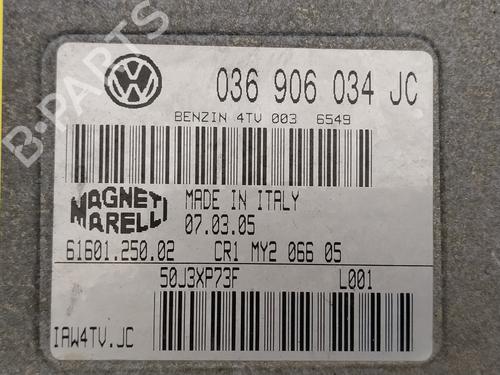 036 906 034 JC
BENZIN 4TV 003 6549
MAGNETI MARELLI
MADE IN ITALY
07.03.05
61601.250.02 CR1 MY2 066 05
50J3XP73F L001
IAW4TV.JC
B-PARTS